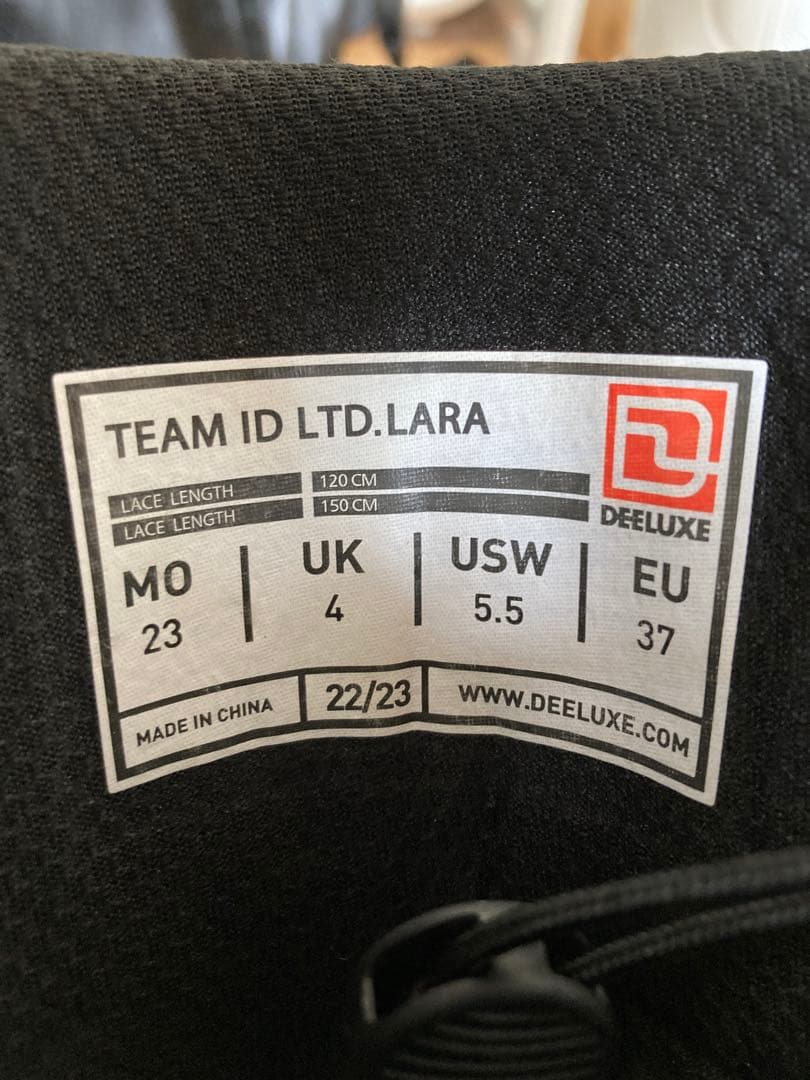 TEAM ID LTD.LARA
LACE LENGTH 120 CM
LACE LENGTH 150 CM
DEELUXE
MO UK USW EU
23 4 5.5 37
MADE IN CHINA 22/23 WWW.DEELUXE.COM